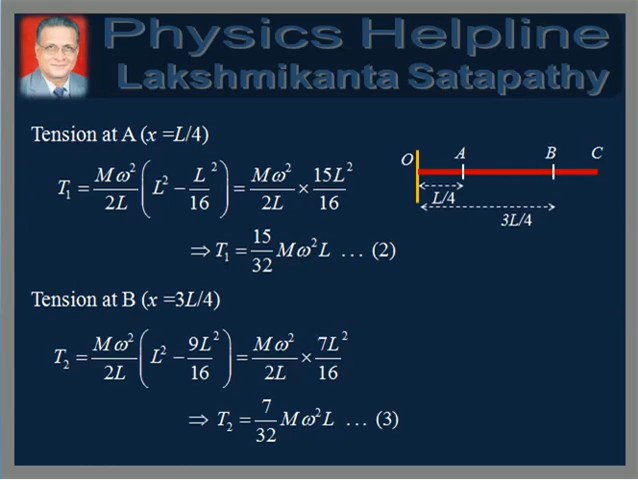 Physics Helpline
Lakshmikanta Satapathy
Tension at A (x =L/4)
T₁ = Mω²/2L (L² − L²/16) = Mω²/2L × 15L²/16
⇒ T₁ = 15/32 Mω²L … (2)
O A B C
L/4
3L/4
Tension at B (x =3L/4)
T₂ = Mω²/2L (L² − 9L²/16) = Mω²/2L × 7L²/16
⇒ T₂ = 7/32 Mω²L … (3)